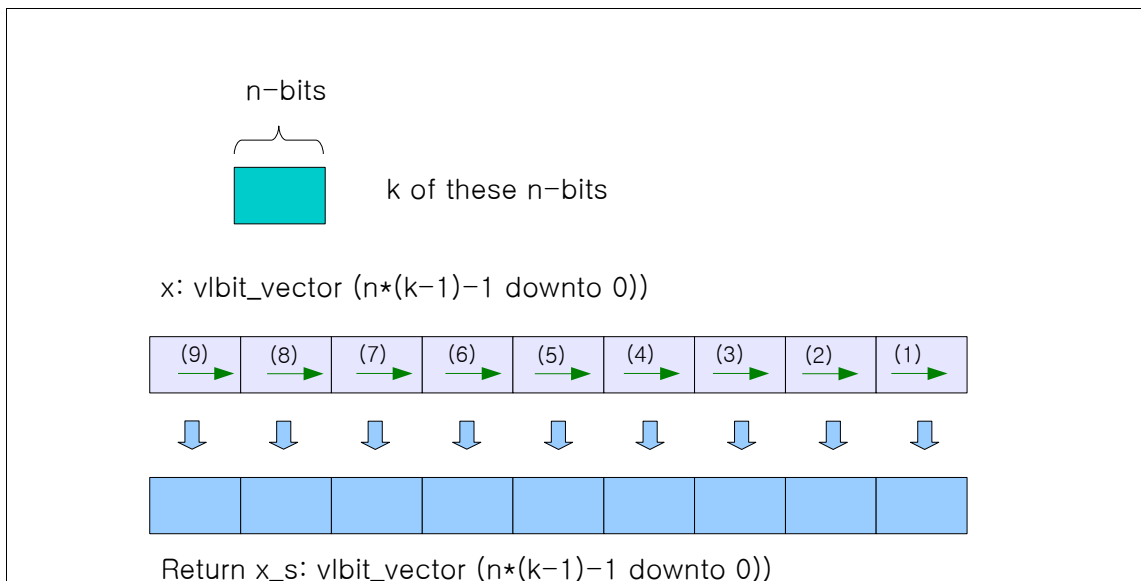 n-bits
k of these n-bits
x: vlbit_vector (n*(k-1)-1 downto 0))
(9) (8) (7) (6) (5) (4) (3) (2) (1)
Return x_s: vlbit_vector (n*(k-1)-1 downto 0))